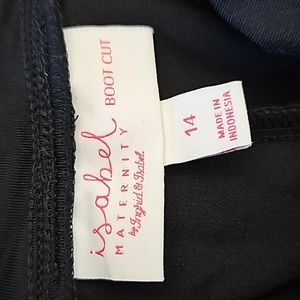 BOOT CUT
isabel
MATERNITY
by Ingrid & Isabel
14
MADE IN
INDONESIA